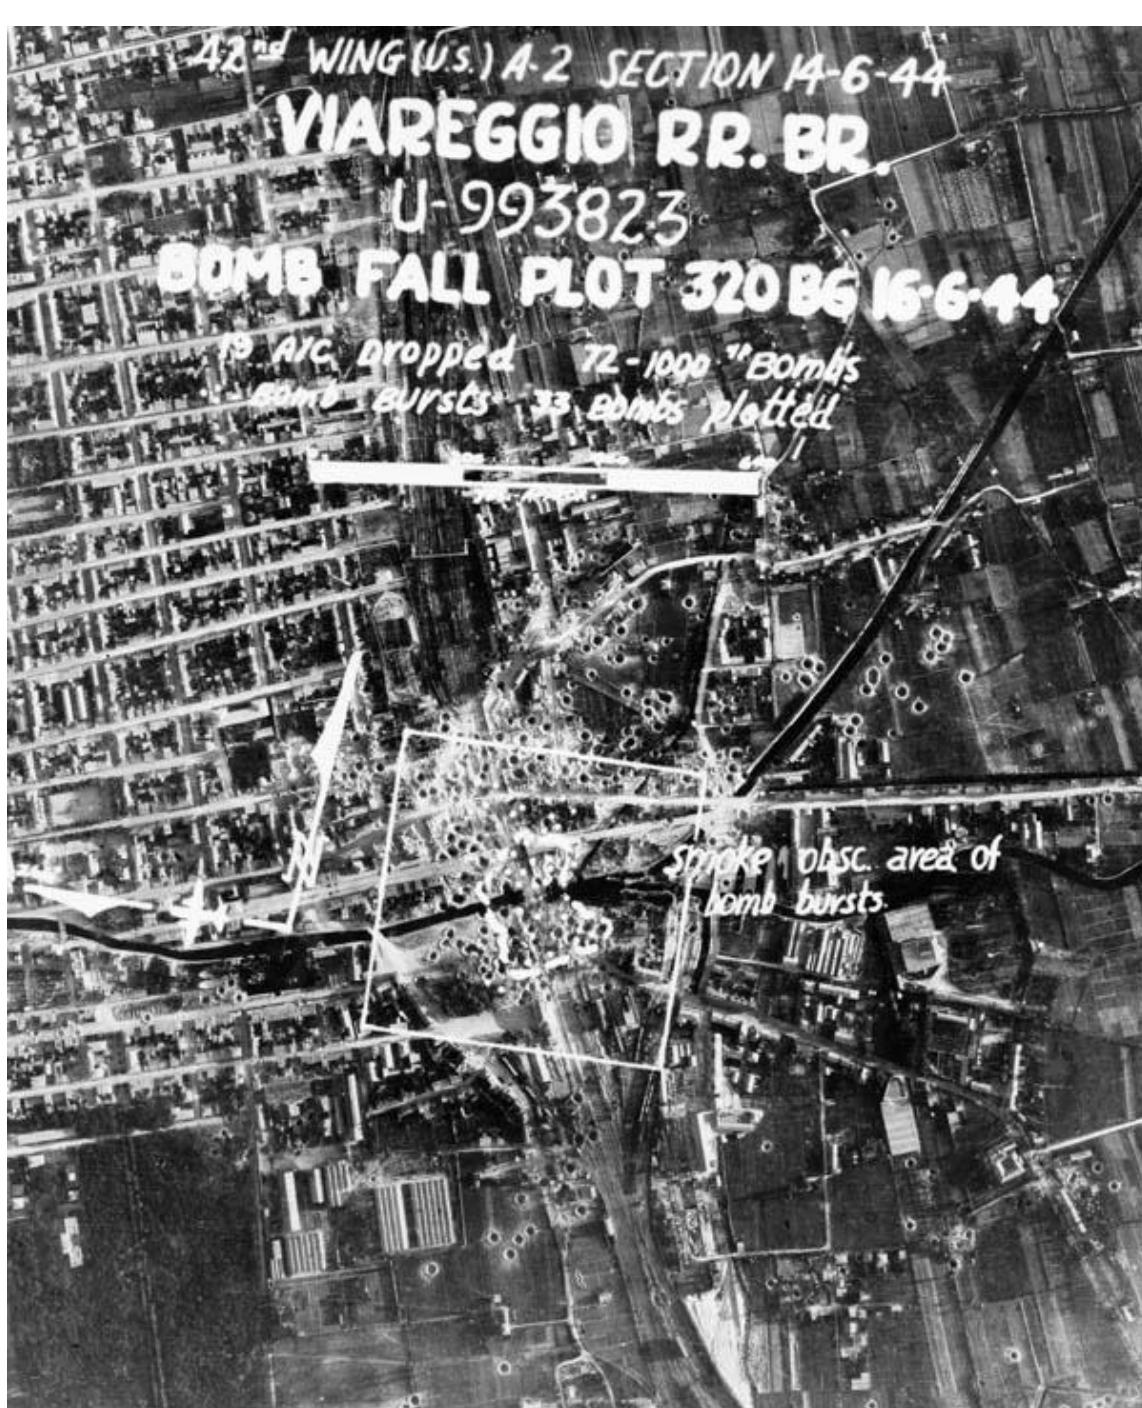 42nd WING (U.S.) A-2 SECTION 14-6-44
VIAREGGIO RR. BR.
U-993823
BOMB FALL PLOT 320 BG 16-6-44
19 A/C Dropped 72-1000 "Bombs
Bomb Bursts 33 Bombs plotted
N
smoke obsc. area of
bomb bursts.